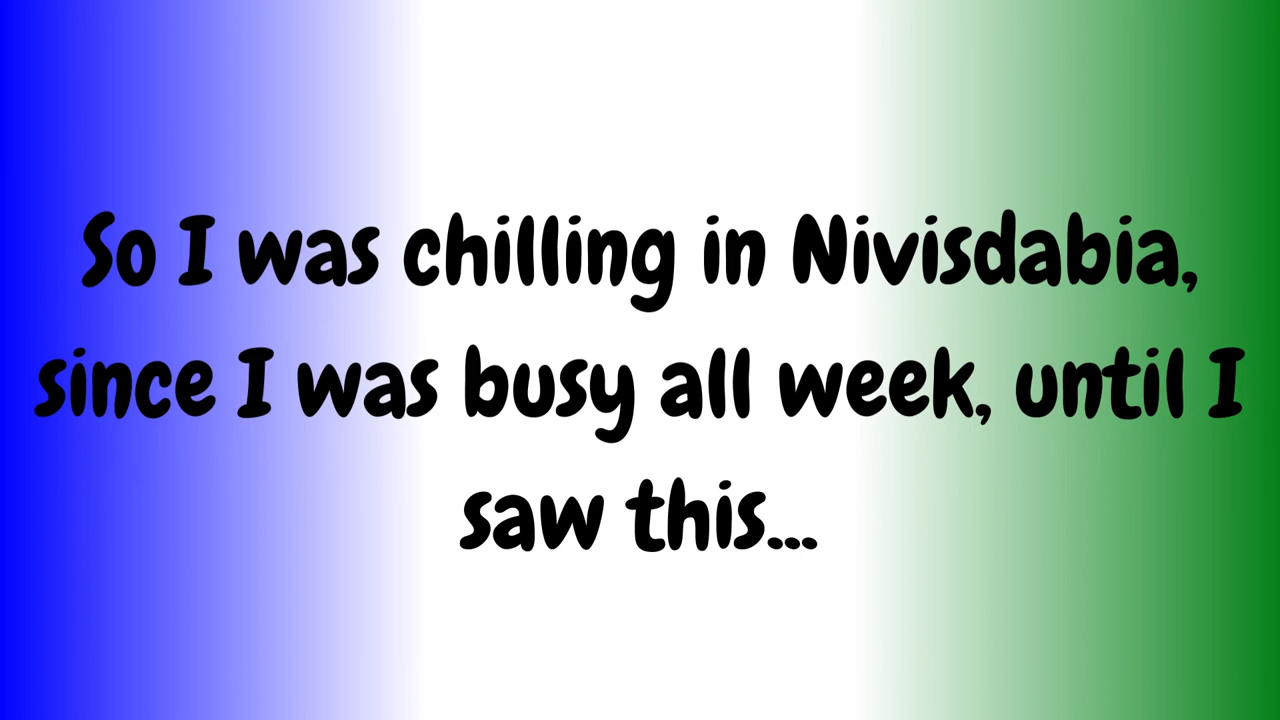 So I was chilling in Nivisdabia,
since I was busy all week, until I
saw this...